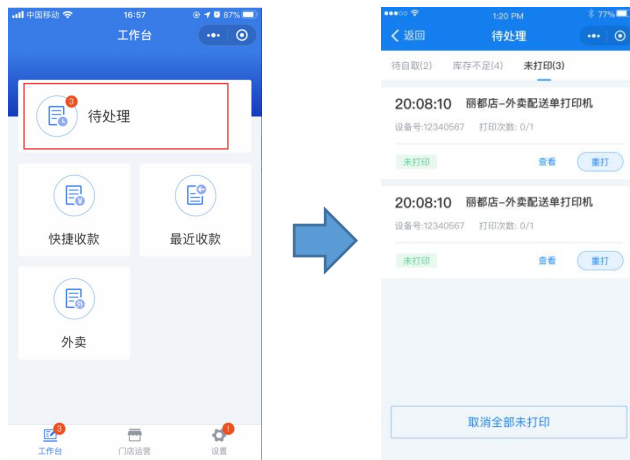 中国移动 16:57 87%
工作台
3
待处理
快捷收款 最近收款
外卖
3
工作台 门店运营 设置
1:20 PM 77%
返回 待处理
待自取(2) 库存不足(4) 未打印(3)
20:08:10 丽都店-外卖配送单打印机
设备号:12340567 打印次数: 0/1
未打印 查看 重打
20:08:10 丽都店-外卖配送单打印机
设备号:12340567 打印次数: 0/1
未打印 查看 重打
取消全部未打印